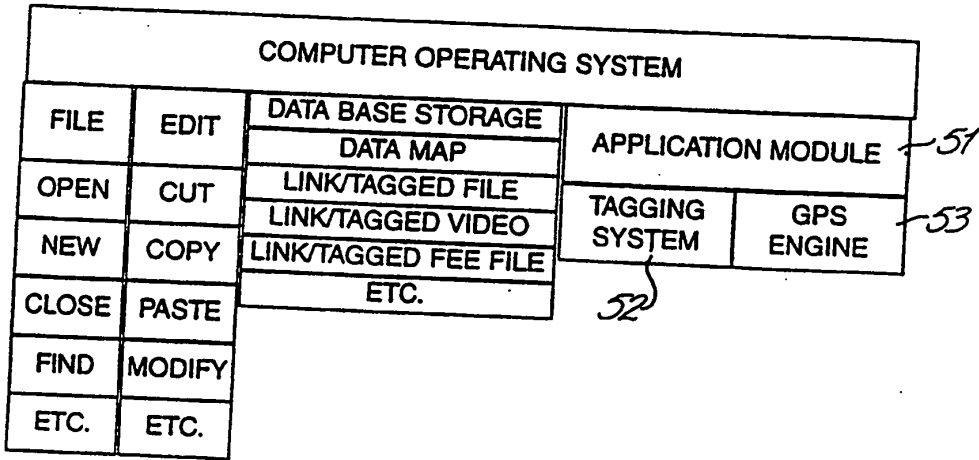 COMPUTER OPERATING SYSTEM
FILE
OPEN
NEW
CLOSE
FIND
ETC.
EDIT
CUT
COPY
PASTE
MODIFY
ETC.
DATA BASE STORAGE
DATA MAP
LINK/TAGGED FILE
LINK/TAGGED VIDEO
LINK/TAGGED FEE FILE
ETC.
APPLICATION MODULE
51
TAGGING
SYSTEM
52
GPS
ENGINE
53